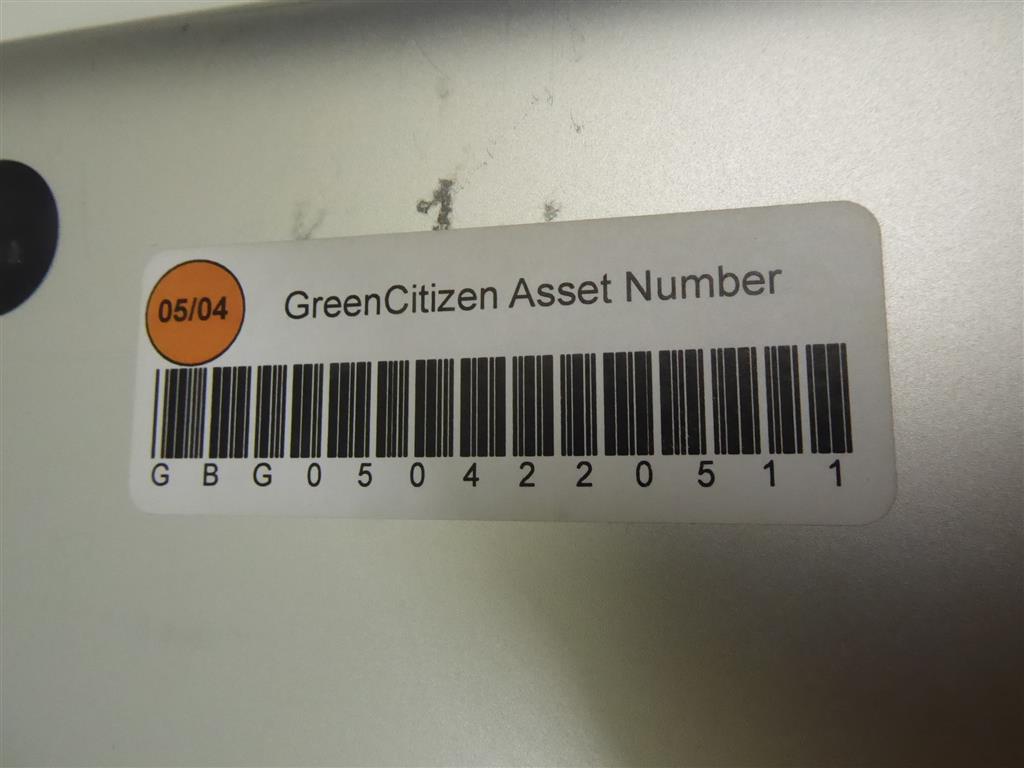 05/04
GreenCitizen Asset Number
G B G 0 5 0 4 2 2 0 5 1 1